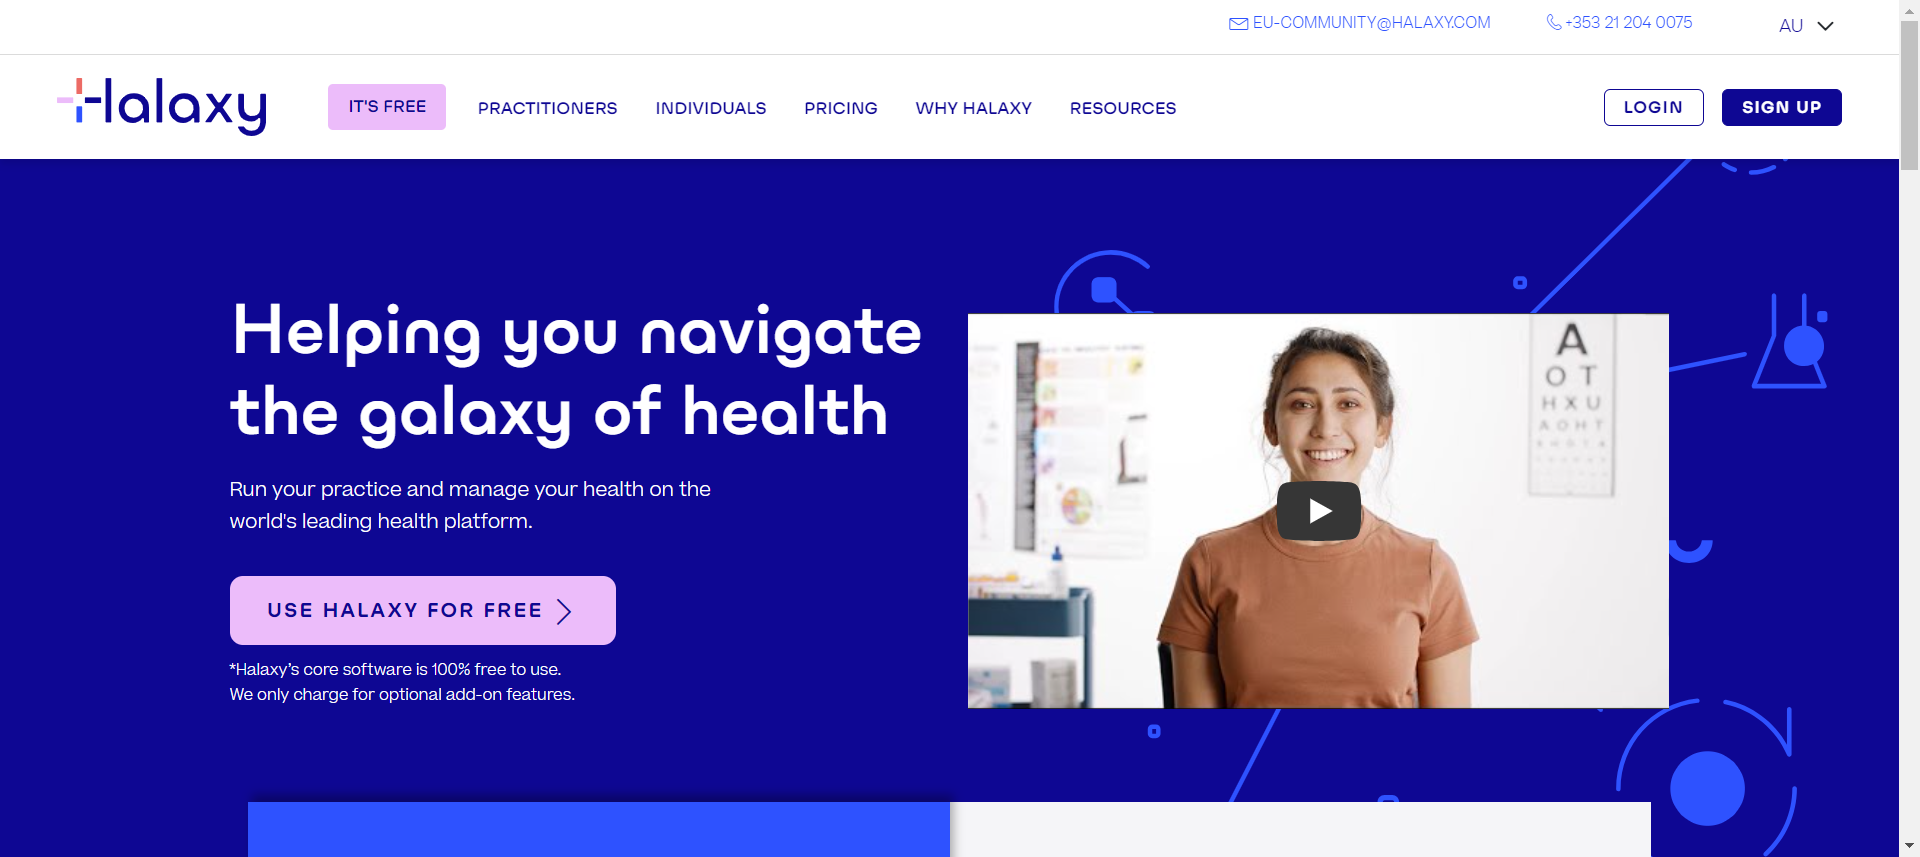 EU-COMMUNITY@HALAXY.COM
+353 21 204 0075
AU
Halaxy
IT'S FREE
PRACTITIONERS
INDIVIDUALS
PRICING
WHY HALAXY
RESOURCES
LOGIN
SIGN UP
Helping you navigate
the galaxy of health
Run your practice and manage your health on the
world's leading health platform.
USE HALAXY FOR FREE
*Halaxy’s core software is 100% free to use.
We only charge for optional add-on features.
A
O T
H X U
A O H T